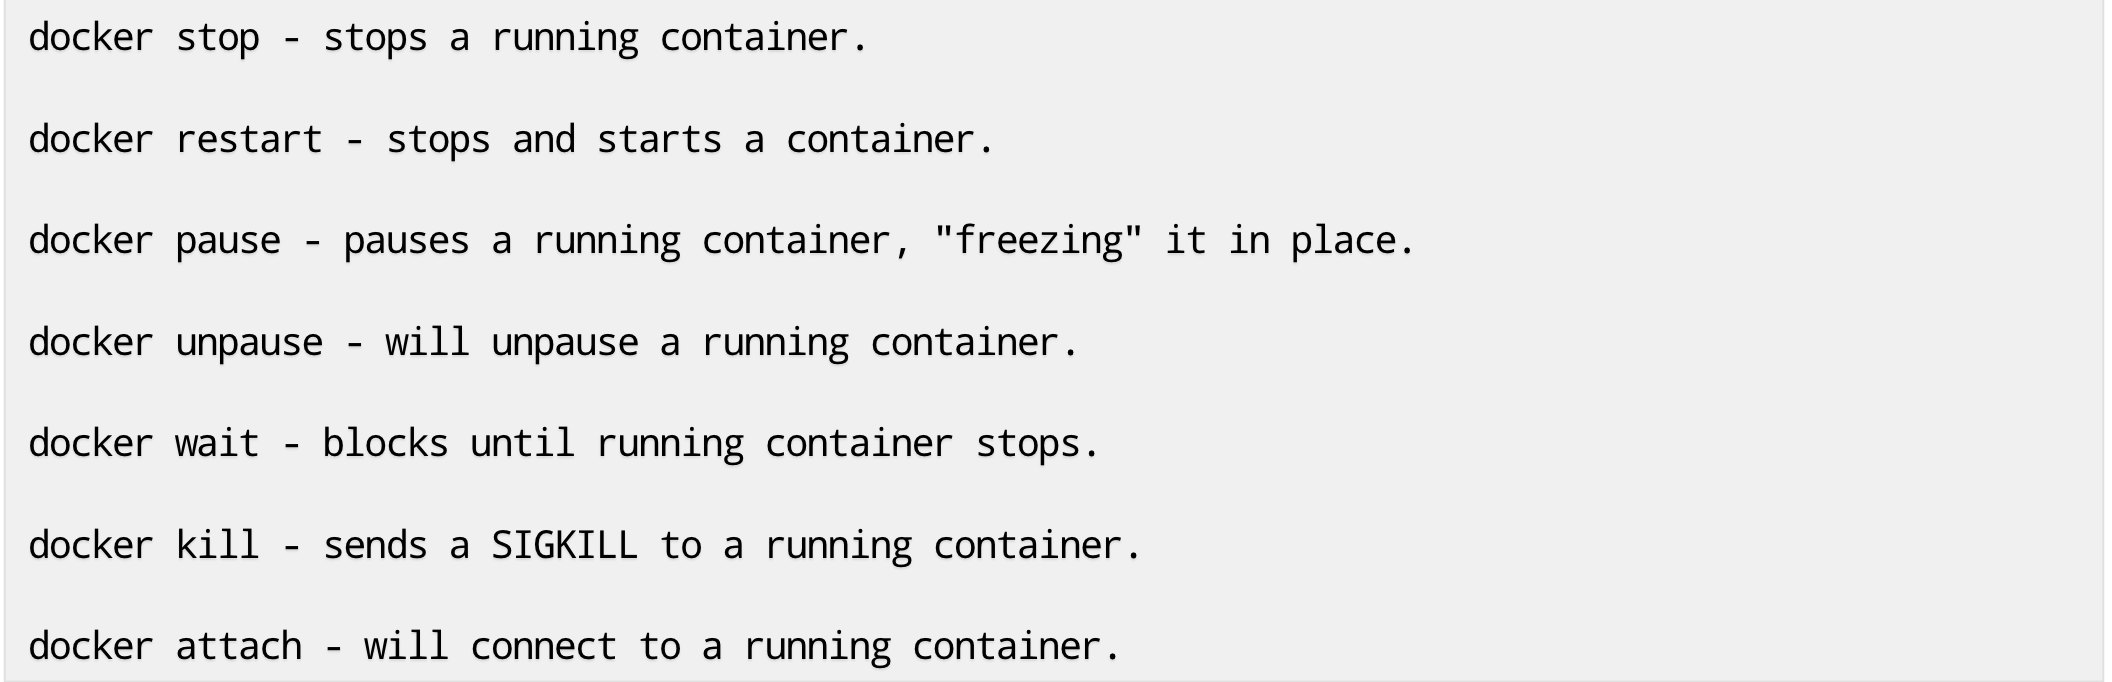 docker stop - stops a running container.
docker restart - stops and starts a container.
docker pause - pauses a running container, "freezing" it in place.
docker unpause - will unpause a running container.
docker wait - blocks until running container stops.
docker kill - sends a SIGKILL to a running container.
docker attach - will connect to a running container.